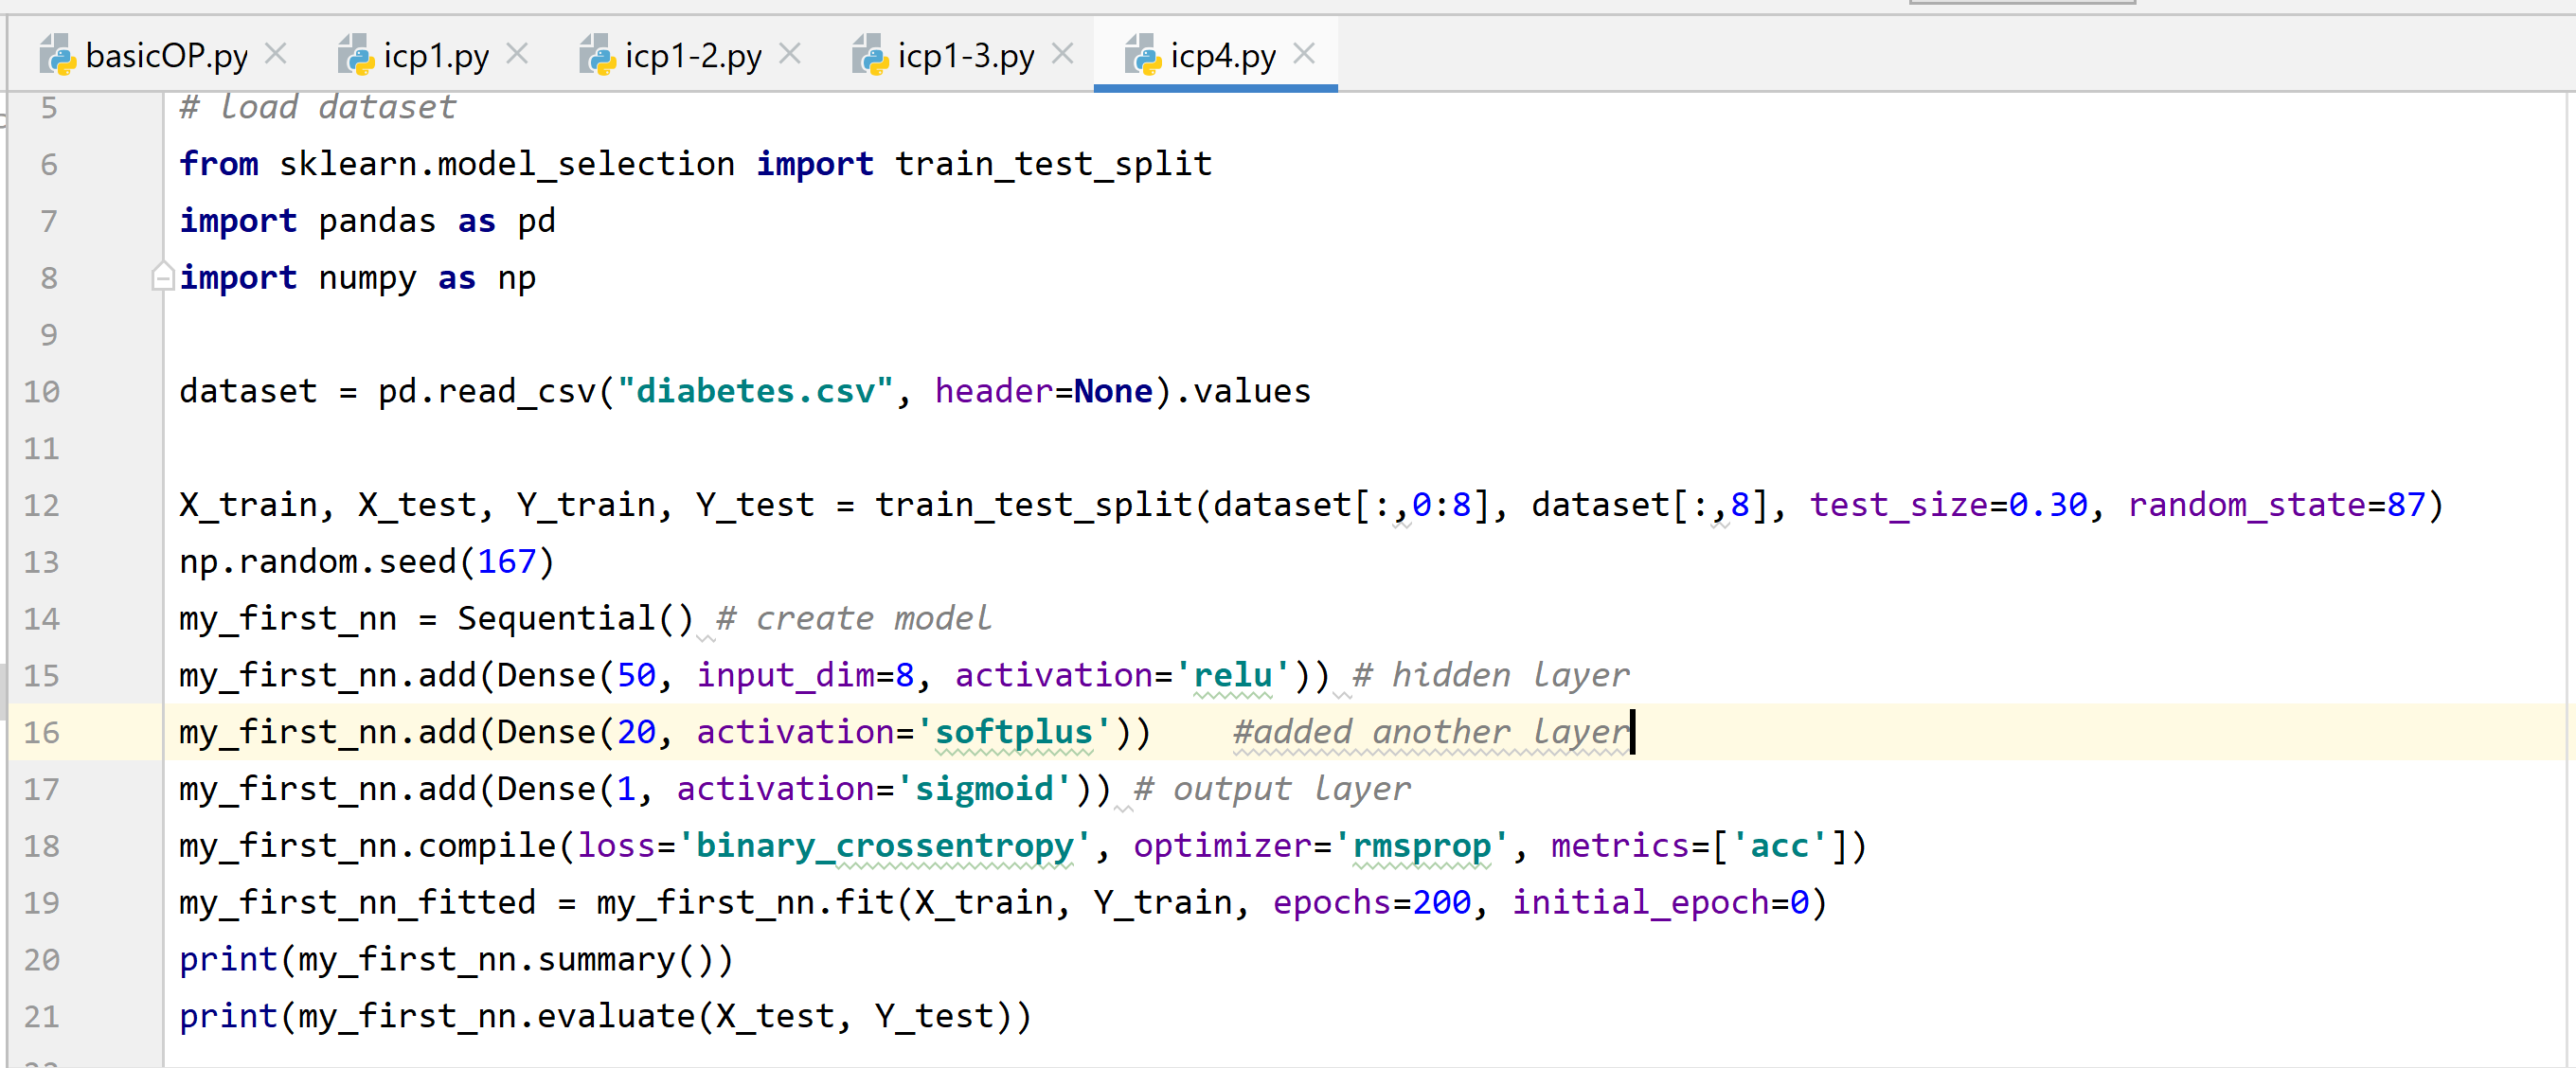 basicOP.py icp1.py icp1-2.py icp1-3.py icp4.py
5 # load dataset
6 from sklearn.model_selection import train_test_split
7 import pandas as pd
8 import numpy as np
9
10 dataset = pd.read_csv("diabetes.csv", header=None).values
11
12 X_train, X_test, Y_train, Y_test = train_test_split(dataset[:,0:8], dataset[:,8], test_size=0.30, random_state=87)
13 np.random.seed(167)
14 my_first_nn = Sequential() # create model
15 my_first_nn.add(Dense(50, input_dim=8, activation='relu')) # hidden layer
16 my_first_nn.add(Dense(20, activation='softplus'))    #added another layer
17 my_first_nn.add(Dense(1, activation='sigmoid')) # output layer
18 my_first_nn.compile(loss='binary_crossentropy', optimizer='rmsprop', metrics=['acc'])
19 my_first_nn_fitted = my_first_nn.fit(X_train, Y_train, epochs=200, initial_epoch=0)
20 print(my_first_nn.summary())
21 print(my_first_nn.evaluate(X_test, Y_test))